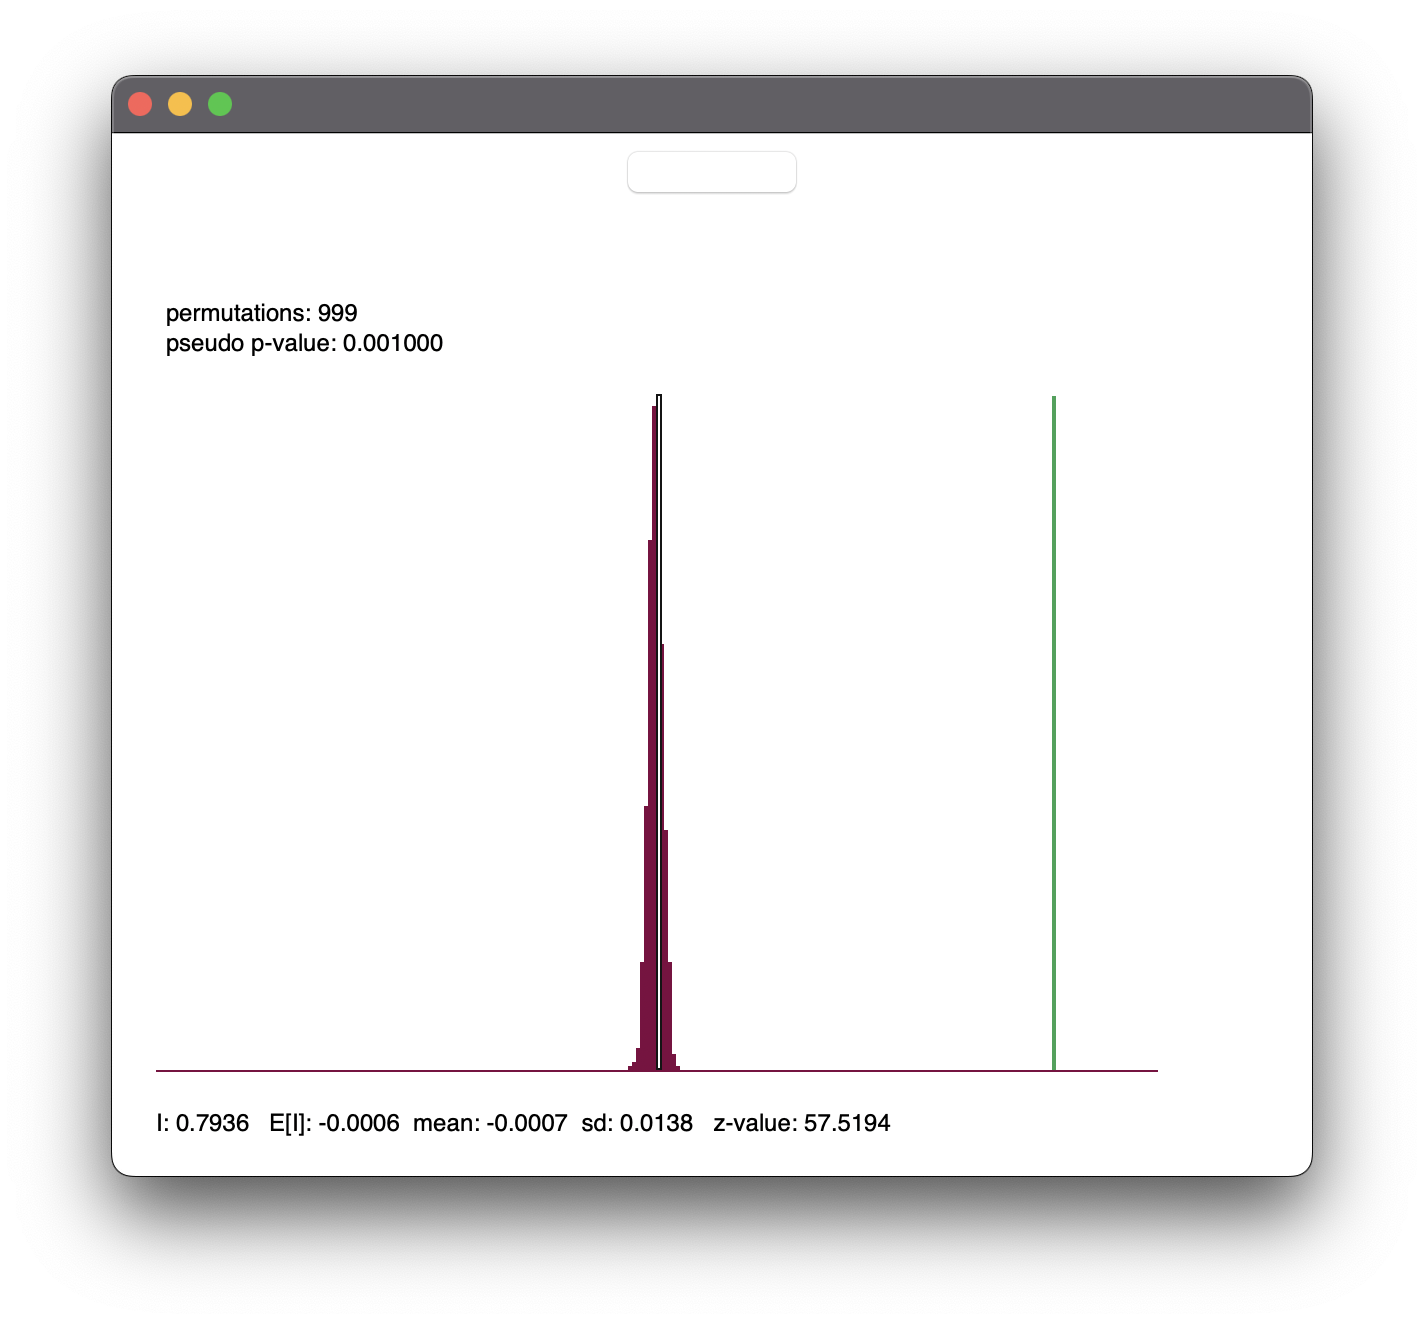 permutations: 999
pseudo p-value: 0.001000
I: 0.7936 E[I]: -0.0006 mean: -0.0007 sd: 0.0138 z-value: 57.5194